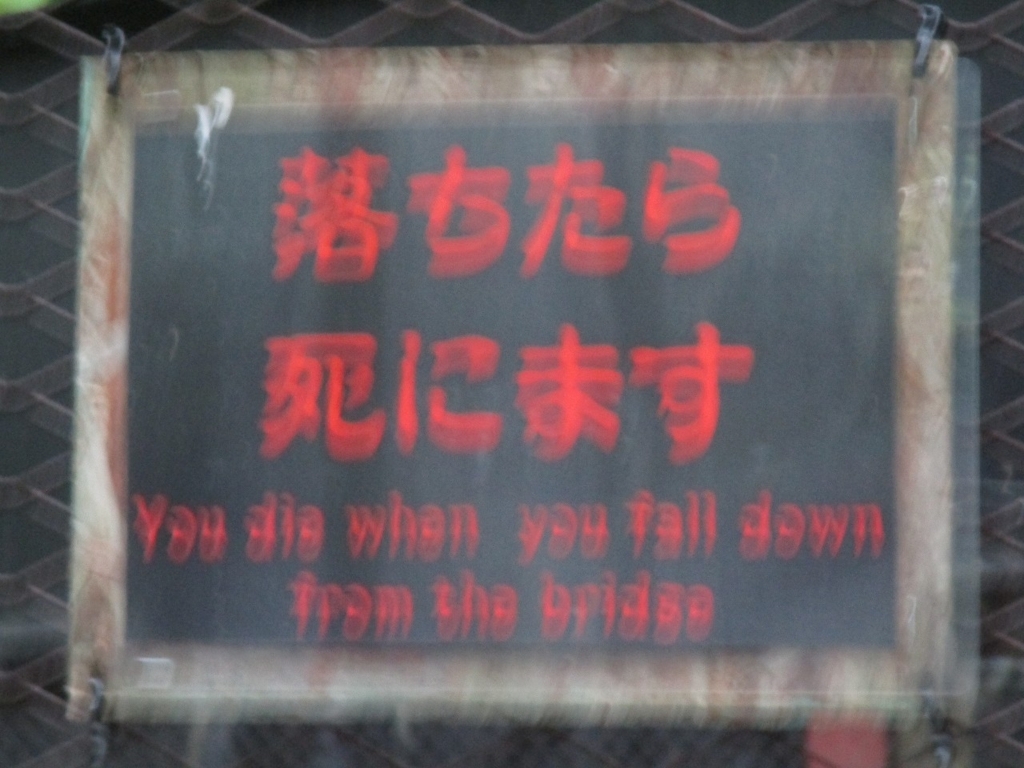 落ちたら
死にます
You die when you fall down
from the bridge